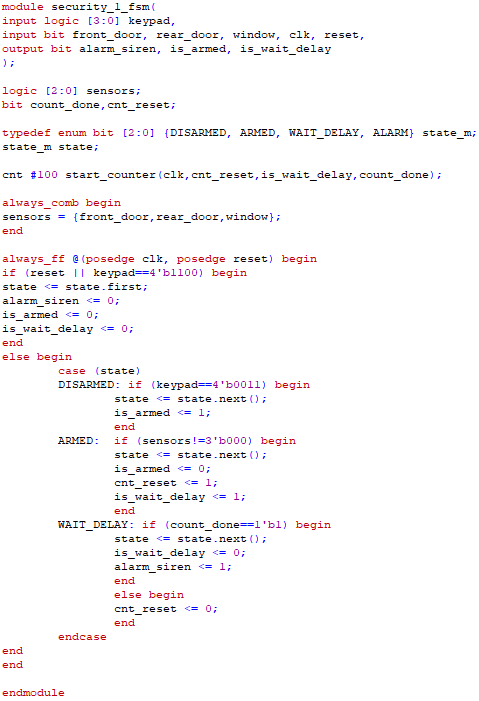 module security_1_fsm(
input logic [3:0] keypad,
input bit front_door, rear_door, window, clk, reset,
output bit alarm_siren, is_armed, is_wait_delay
);
logic [2:0] sensors;
bit count_done,cnt_reset;
typedef enum bit [2:0] {DISARMED, ARMED, WAIT_DELAY, ALARM} state_m;
state_m state;
cnt #100 start_counter(clk,cnt_reset,is_wait_delay,count_done);
always_comb begin
sensors = {front_door,rear_door,window};
end
always_ff @(posedge clk, posedge reset) begin
if (reset || keypad==4'b1100) begin
state <= state.first;
alarm_siren <= 0;
is_armed <= 0;
is_wait_delay <= 0;
end
else begin
case (state)
DISARMED: if (keypad==4'b0011) begin
state <= state.next();
is_armed <= 1;
end
ARMED: if (sensors!=3'b000) begin
state <= state.next();
is_armed <= 0;
cnt_reset <= 1;
is_wait_delay <= 1;
end
WAIT_DELAY: if (count_done==1'b1) begin
state <= state.next();
is_wait_delay <= 0;
alarm_siren <= 1;
end
else begin
cnt_reset <= 0;
end
endcase
end
end
endmodule